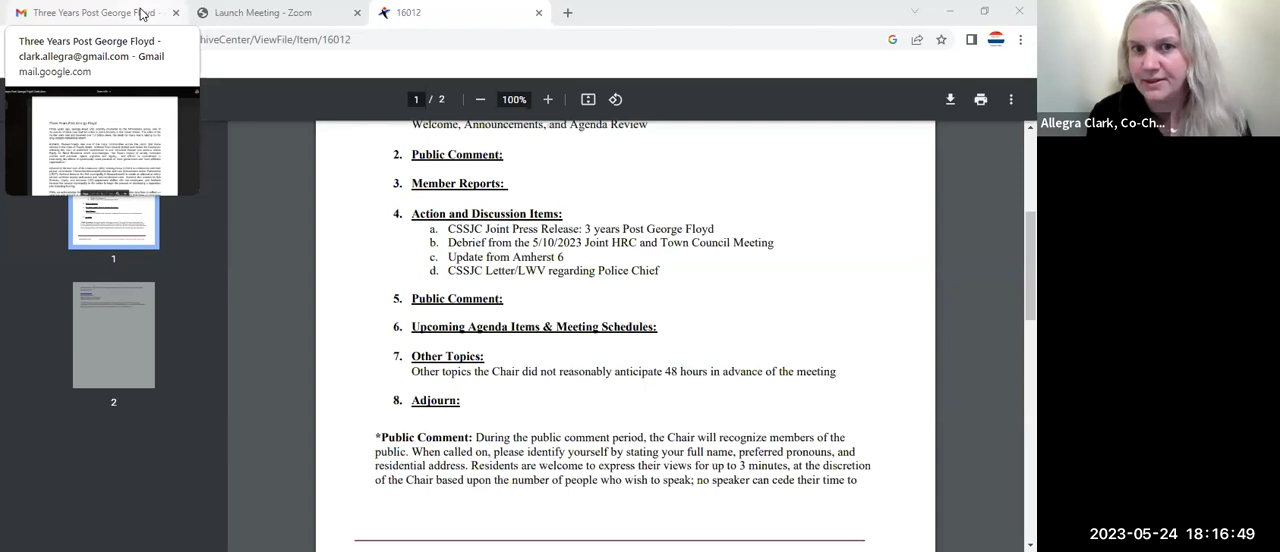 Three Years Post George Floyd -
Launch Meeting - Zoom
16012
Three Years Post George Floyd -
clark.allegra@gmail.com - Gmail
mail.google.com
hiveCenter/ViewFile/Item/16012
1 / 2
100%
Allegra Clark, Co-Ch...
Welcome, Announcements, and Agenda Review
2. Public Comment:
3. Member Reports:
4. Action and Discussion Items:
a. CSSJC Joint Press Release: 3 years Post George Floyd
b. Debrief from the 5/10/2023 Joint HRC and Town Council Meeting
c. Update from Amherst 6
d. CSSJC Letter/LWV regarding Police Chief
5. Public Comment:
6. Upcoming Agenda Items & Meeting Schedules:
7. Other Topics:
Other topics the Chair did not reasonably anticipate 48 hours in advance of the meeting
8. Adjourn:
*Public Comment: During the public comment period, the Chair will recognize members of the
public. When called on, please identify yourself by stating your full name, preferred pronouns, and
residential address. Residents are welcome to express their views for up to 3 minutes, at the discretion
of the Chair based upon the number of people who wish to speak; no speaker can cede their time to
1
2
2023-05-24 18:16:49